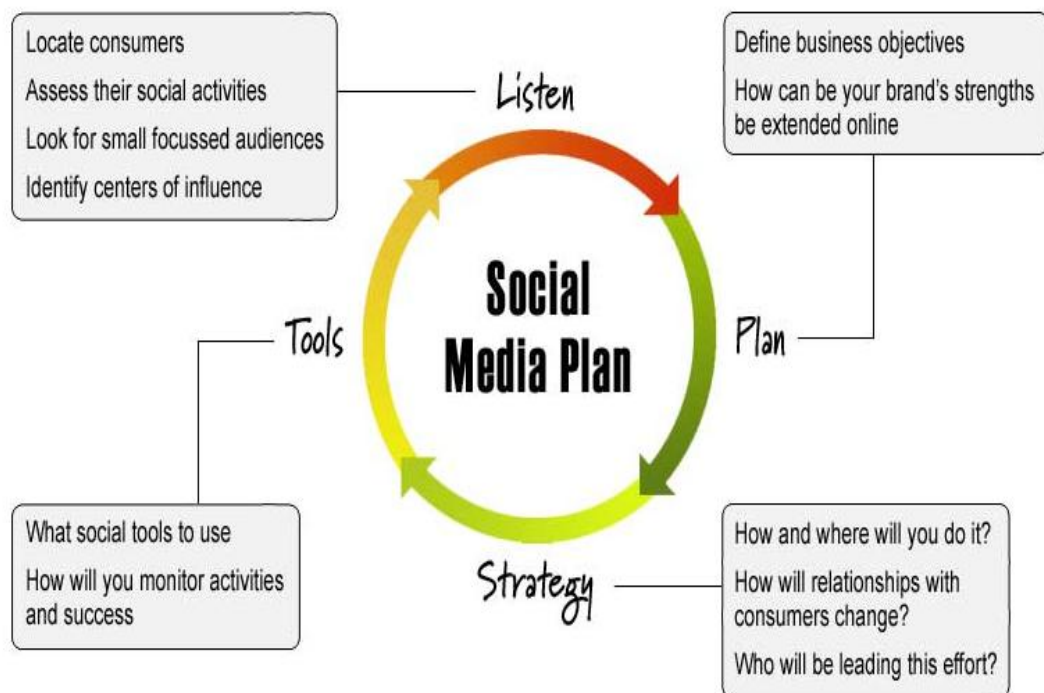 Locate consumers
Assess their social activities
Look for small focussed audiences
Identify centers of influence
Listen
Define business objectives
How can be your brand's strengths
be extended online
Social
Media Plan
Tools
Plan
What social tools to use
How will you monitor activities
and success
Strategy
How and where will you do it?
How will relationships with
consumers change?
Who will be leading this effort?